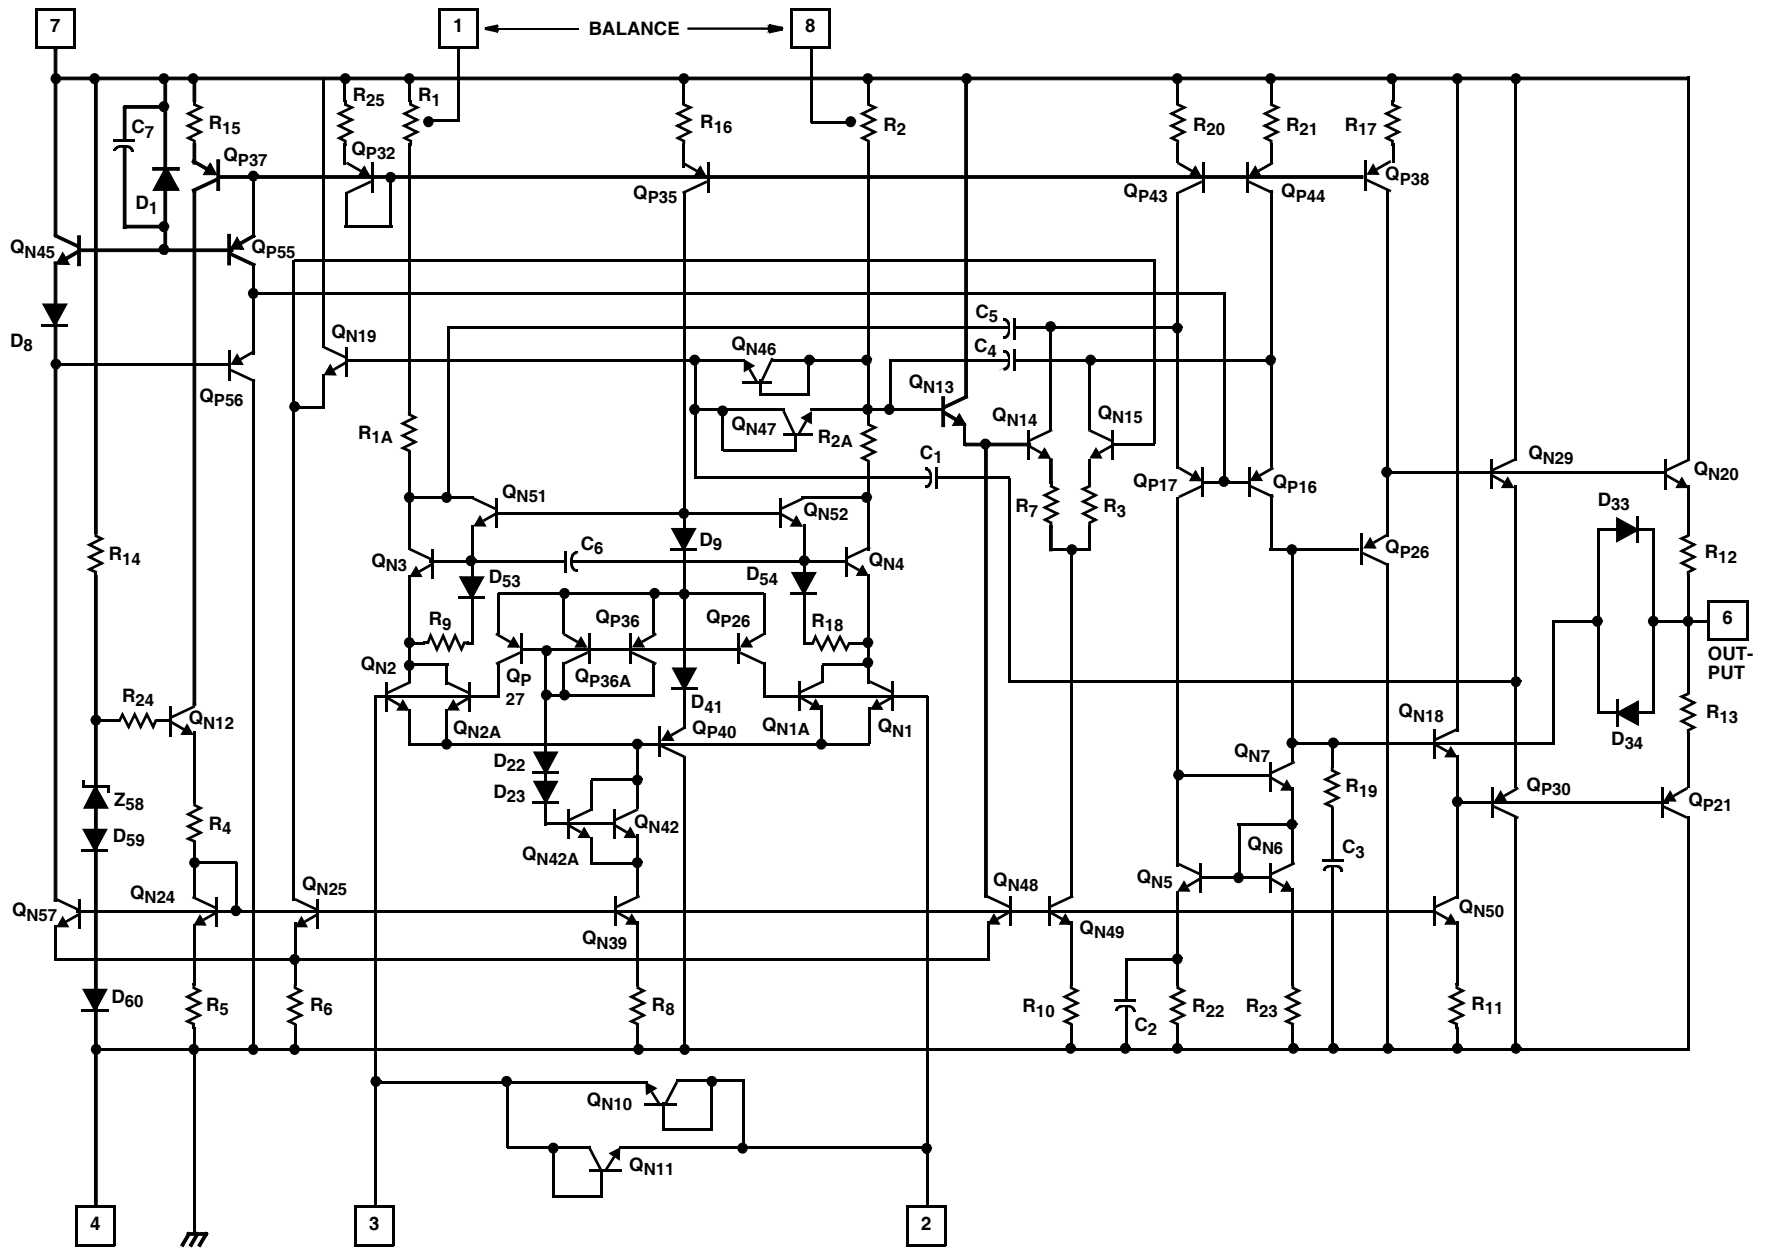 7
1
BALANCE
8
R25
R1
C7
R15
R16
R2
R20
R21
R17
QP37
QP32
D1
QP35
QP43
QP44
QP38
QN45
QP55
D8
QN19
C5
QN46
C4
QP56
QN13
R1A
QN47
R2A
QN14
QN15
C1
QN51
QN52
R7
R3
QP17
QP16
QN29
QN20
D33
R14
QN3
C6
D9
QN4
QP26
R12
D53
D54
R9
QP36
QP26
R18
6
OUT-
PUT
QN2
QP
27
QP36A
D41
R24
QN12
QN2A
QP40
QN1A
QN1
QN18
R13
D34
D22
D23
QN7
R19
QP30
QP21
Z58
D59
R4
QN42
QN42A
QN6
C3
QN5
QN57
QN24
QN25
QN39
QN48
QN49
QN50
D60
R5
R6
R8
R10
C2
R22
R23
R11
QN10
QN11
4
3
2